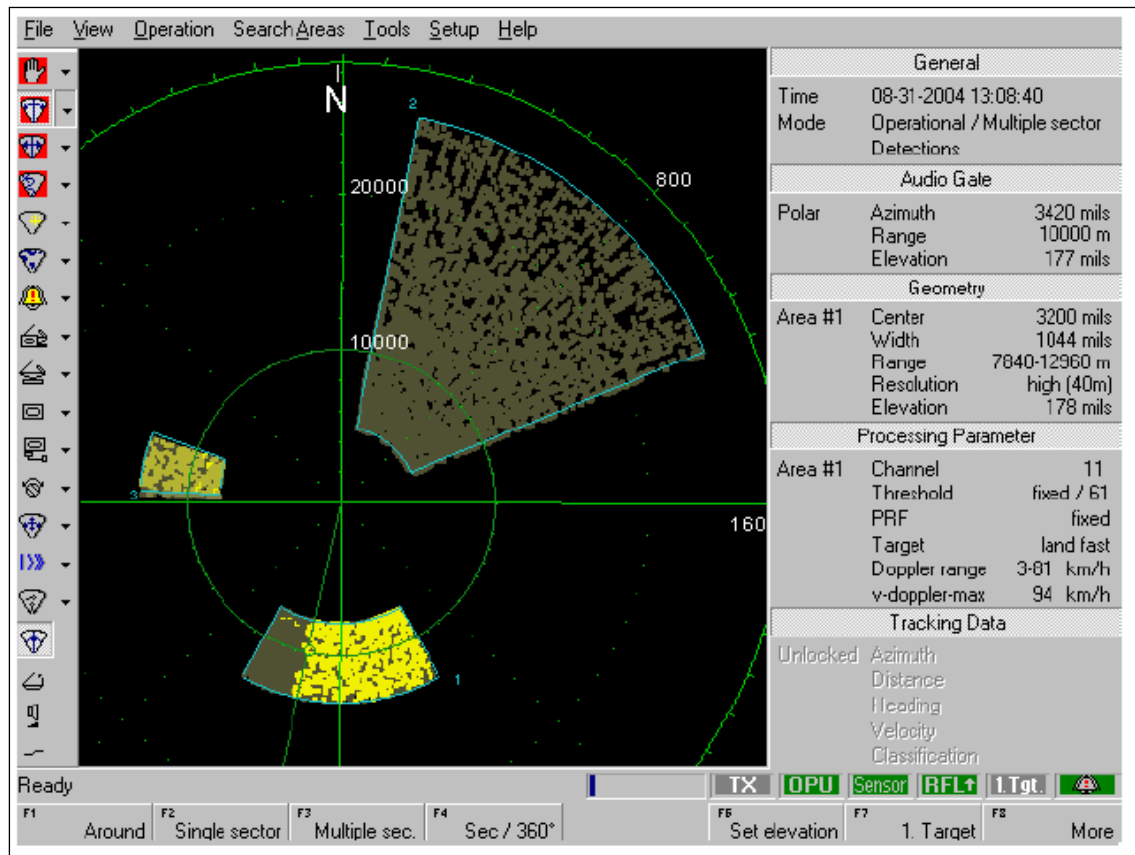 File View Operation Search Areas Tools Setup Help
N
2
800
20000
10000
160
3
1
General
Time 08-31-2004 13:08:40
Mode Operational / Multiple sector
Detections
Audio Gate
Polar Azimuth 3420 mils
Range 10000 m
Elevation 177 mils
Geometry
Area #1 Center 3200 mils
Width 1044 mils
Range 7840-12960 m
Resolution high (40m)
Elevation 178 mils
Processing Parameter
Area #1 Channel 11
Threshold fixed / 61
PRF fixed
Target land fast
Doppler range 3-81 km/h
v-doppler-max 94 km/h
Tracking Data
Unlocked Azimuth
Distance
Heading
Velocity
Classification
Ready TX OPU Sensor RFL↑ 1.Tgt.
F1 Around F2 Single sector F3 Multiple sec. F4 Sec / 360° F6 Set elevation F7 1. Target F8 More